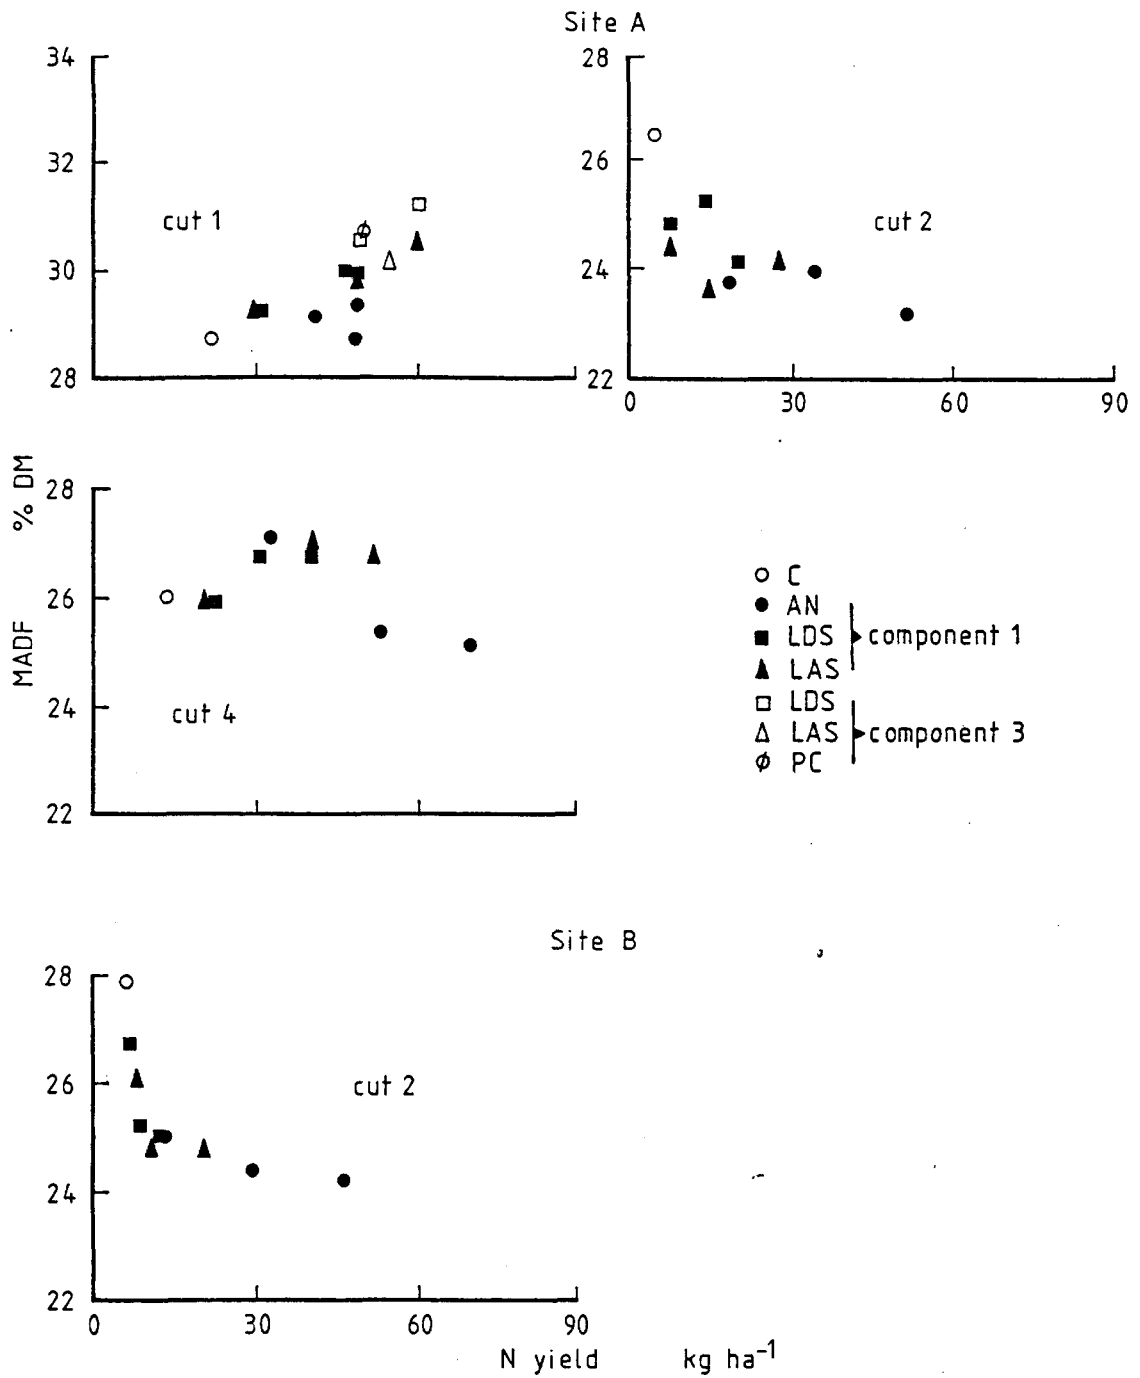 Site A
34
32
30
28
cut 1
28
26
24
22
cut 2
0 30 60 90
MADF % DM
28
26
24
22
cut 4
C
AN
LDS
LAS
component 1
LDS
LAS
PC
component 3
Site B
28
26
24
22
cut 2
0 30 60 90
N yield kg ha⁻¹